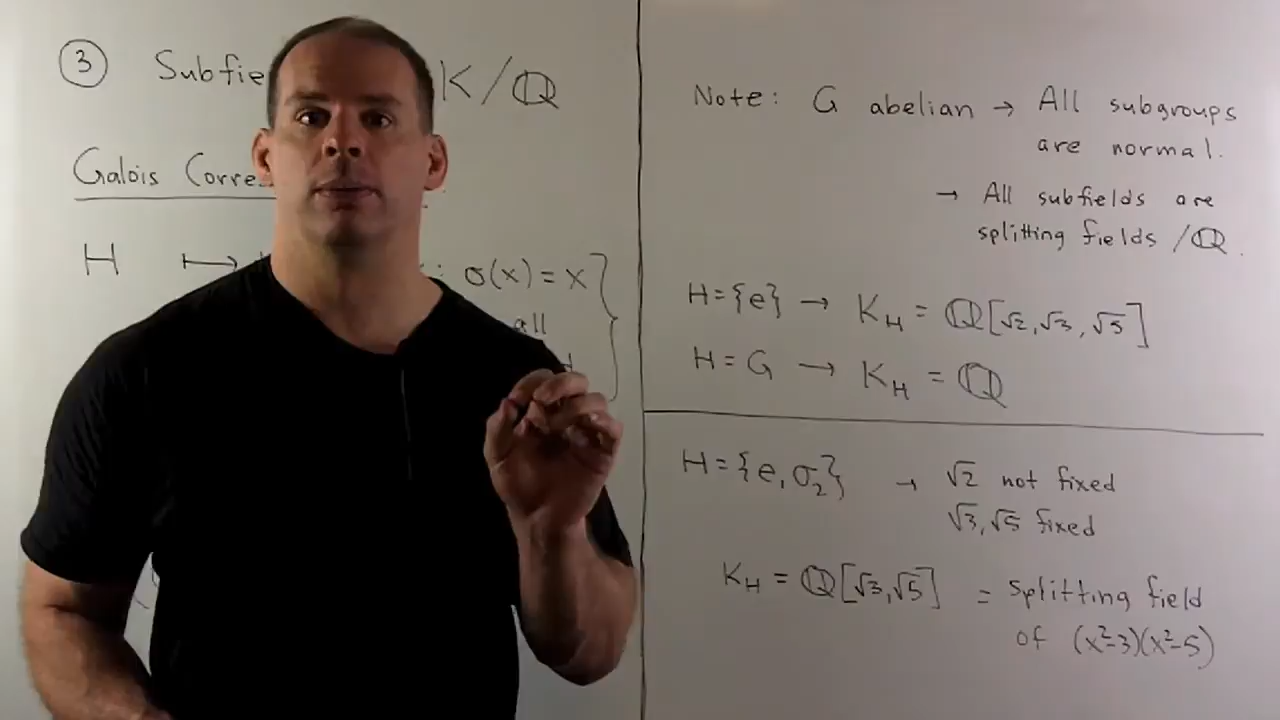 ③ Subfie K/ℚ
Galois Corre
H ⟼ : σ(x) = x
all
Note: G abelian → All subgroups
are normal.
→ All subfields are
splitting fields /ℚ.
H={e} → K_H = ℚ[√2,√3,√5]
H=G → K_H = ℚ
H={e,σ₂} → √2 not fixed
√3,√5 fixed
K_H = ℚ[√3,√5] = splitting field
of (x²-3)(x²-5)